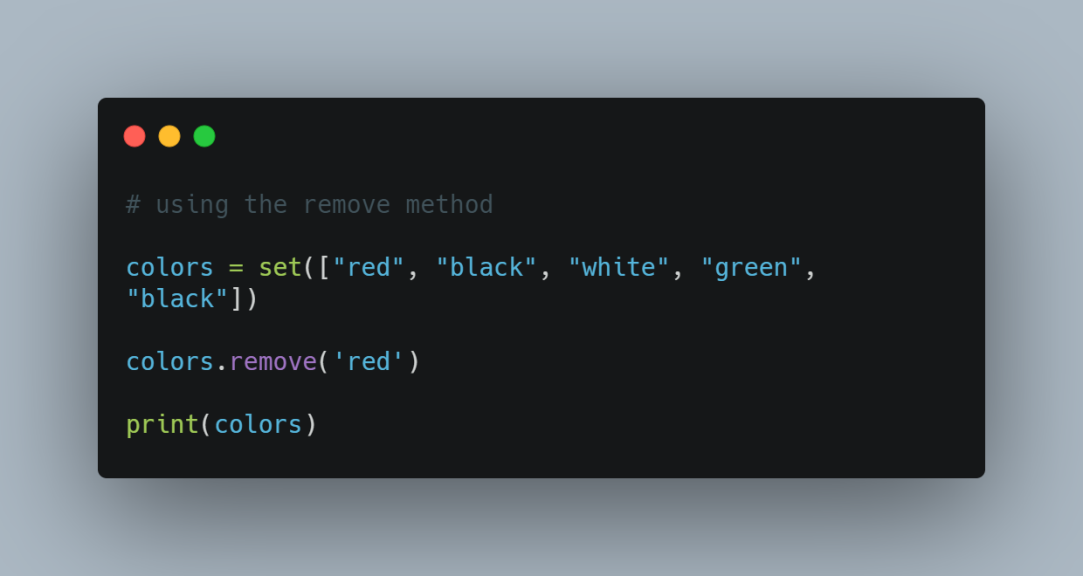 # using the remove method
colors = set(["red", "black", "white", "green",
"black"])
colors.remove('red')
print(colors)